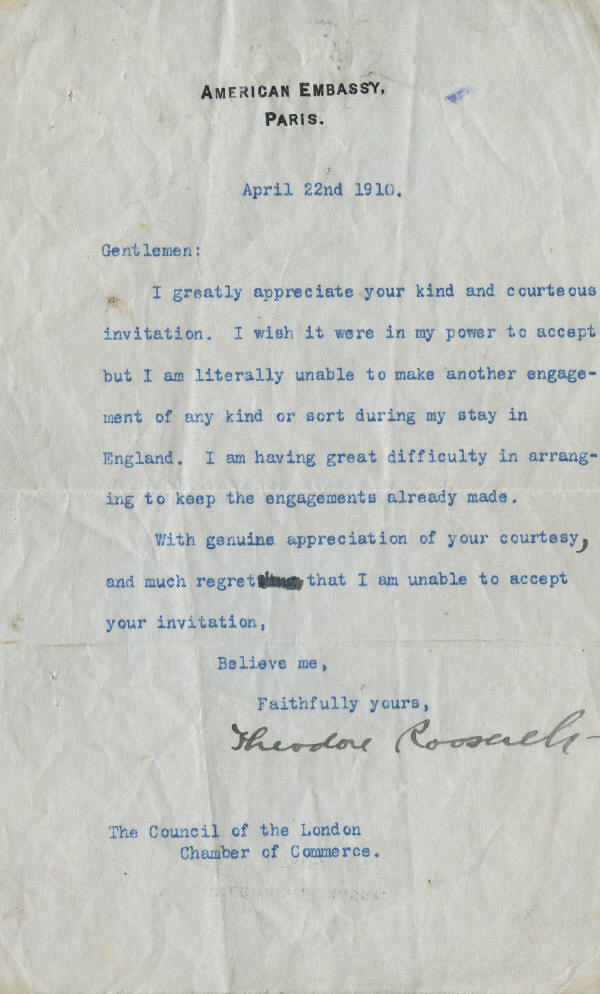 AMERICAN EMBASSY,
PARIS.
April 22nd 1910.
Gentlemen:
I greatly appreciate your kind and courteous
invitation. I wish it were in my power to accept
but I am literally unable to make another engage-
ment of any kind or sort during my stay in
England. I am having great difficulty in arrang-
ing to keep the engagements already made.
With genuine appreciation of your courtesy,
and much regret that I am unable to accept
your invitation,
Believe me,
Faithfully yours,
Theodore Roosevelt
The Council of the London
Chamber of Commerce.